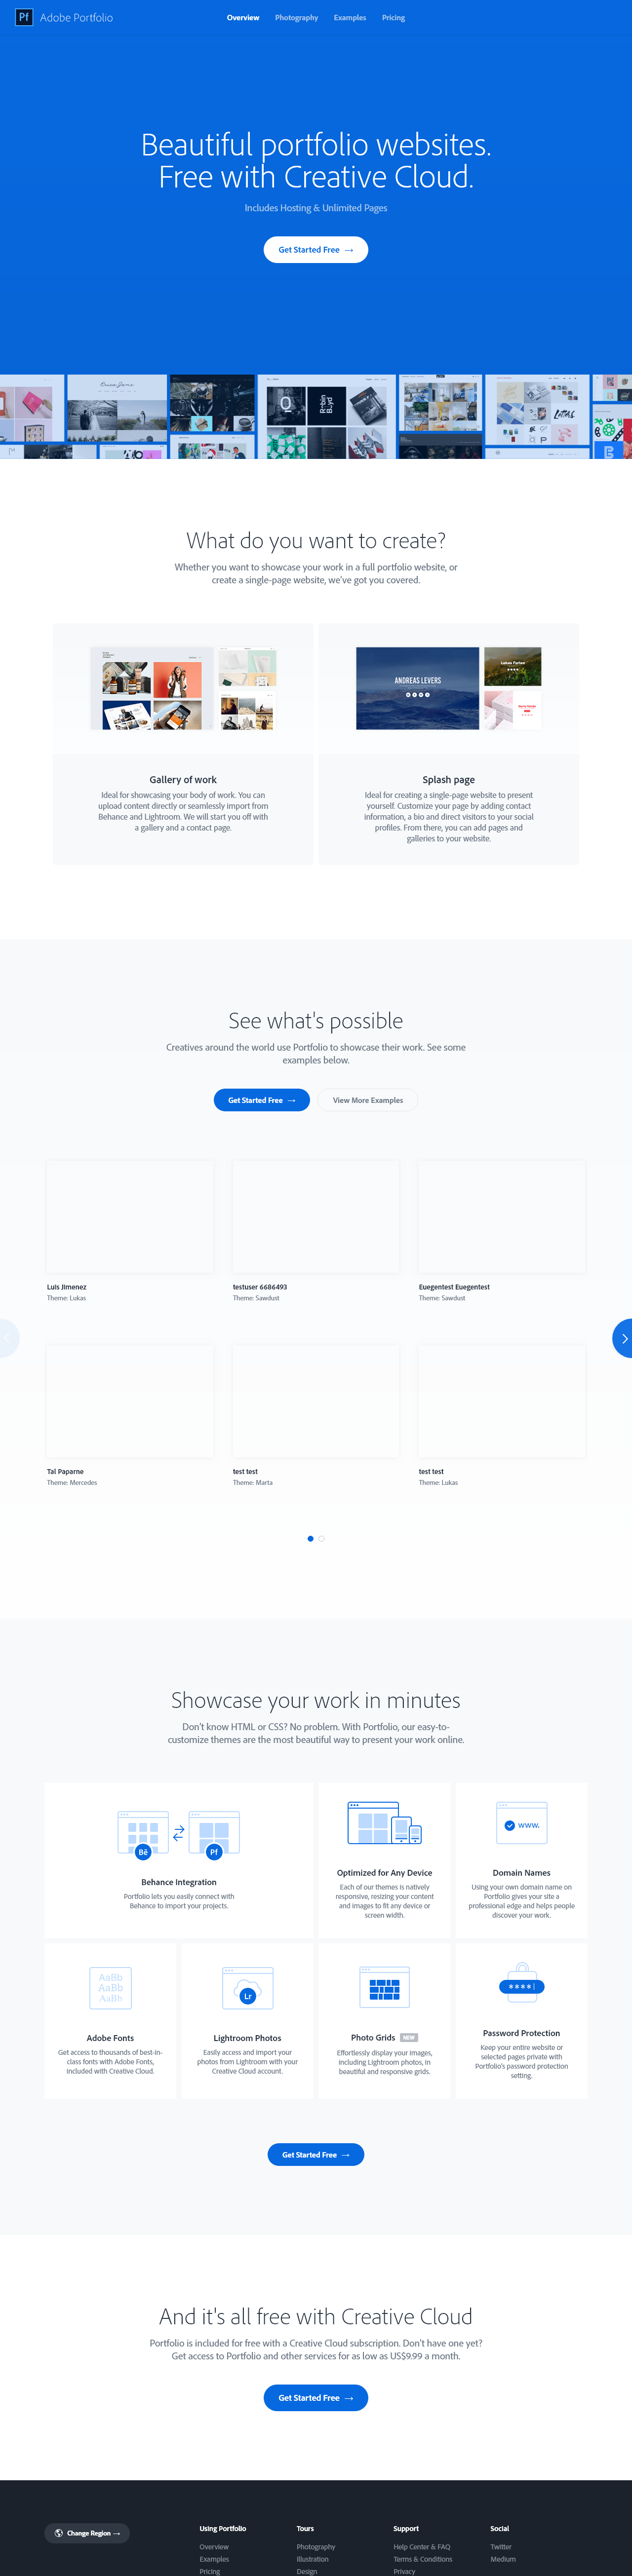 Pf Adobe Portfolio
Overview Photography Examples Pricing
Beautiful portfolio websites.
Free with Creative Cloud.
Includes Hosting & Unlimited Pages
Get Started Free →
What do you want to create?
Whether you want to showcase your work in a full portfolio website, or
create a single-page website, we've got you covered.
ANDREAS LEVERS
Gallery of work
Ideal for showcasing your body of work. You can
upload content directly or seamlessly import from
Behance and Lightroom. We will start you off with
a gallery and a contact page.
Splash page
Ideal for creating a single-page website to present
yourself. Customize your page by adding contact
information, a bio and direct visitors to your social
profiles. From there, you can add pages and
galleries to your website.
See what's possible
Creatives around the world use Portfolio to showcase their work. See some
examples below.
Get Started Free →
View More Examples
Luis Jimenez
Theme: Lukas
testuser 6686493
Theme: Sawdust
Euegentest Euegentest
Theme: Sawdust
Tal Paparne
Theme: Mercedes
test test
Theme: Marta
test test
Theme: Lukas
Showcase your work in minutes
Don't know HTML or CSS? No problem. With Portfolio, our easy-to-
customize themes are the most beautiful way to present your work online.
Bē Pf
Behance Integration
Portfolio lets you easily connect with
Behance to import your projects.
Optimized for Any Device
Each of our themes is natively
responsive, resizing your content
and images to fit any device or
screen width.
www.
Domain Names
Using your own domain name on
Portfolio gives your site a
professional edge and helps people
discover your work.
AaBb
AaBb
AaBb
Adobe Fonts
Get access to thousands of best-in-
class fonts with Adobe Fonts,
included with Creative Cloud.
Lr
Lightroom Photos
Easily access and import your
photos from Lightroom with your
Creative Cloud account.
Photo Grids NEW
Effortlessly display your images,
including Lightroom photos, in
beautiful and responsive grids.
Password Protection
Keep your entire website or
selected pages private with
Portfolio's password protection
setting.
Get Started Free →
And it's all free with Creative Cloud
Portfolio is included for free with a Creative Cloud subscription. Don't have one yet?
Get access to Portfolio and other services for as low as US$9.99 a month.
Get Started Free →
Change Region →
Using Portfolio
Overview
Examples
Pricing
Tours
Photography
Illustration
Design
Support
Help Center & FAQ
Terms & Conditions
Privacy
Social
Twitter
Medium